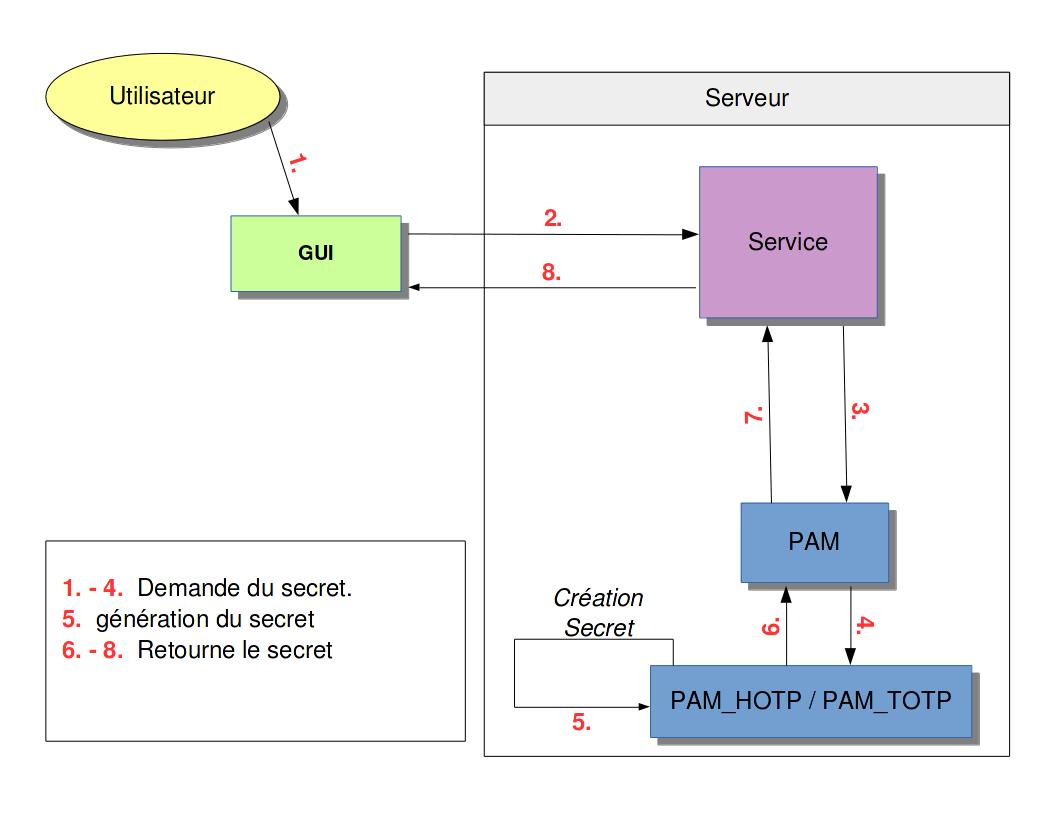 Utilisateur
Serveur
1.
GUI
2.
8.
Service
7.
3.
PAM
1. - 4. Demande du secret.
5. génération du secret
6. - 8. Retourne le secret
Création
Secret
6.
4.
PAM_HOTP / PAM_TOTP
5.